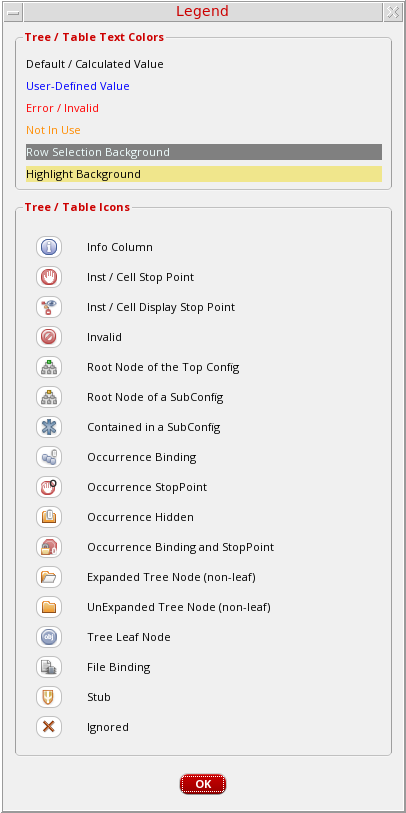 Legend
Tree / Table Text Colors
Default / Calculated Value
User-Defined Value
Error / Invalid
Not In Use
Row Selection Background
Highlight Background
Tree / Table Icons
Info Column
Inst / Cell Stop Point
Inst / Cell Display Stop Point
Invalid
Root Node of the Top Config
Root Node of a SubConfig
Contained in a SubConfig
Occurrence Binding
Occurrence StopPoint
Occurrence Hidden
Occurrence Binding and StopPoint
Expanded Tree Node (non-leaf)
UnExpanded Tree Node (non-leaf)
obj Tree Leaf Node
File Binding
Stub
Ignored
OK